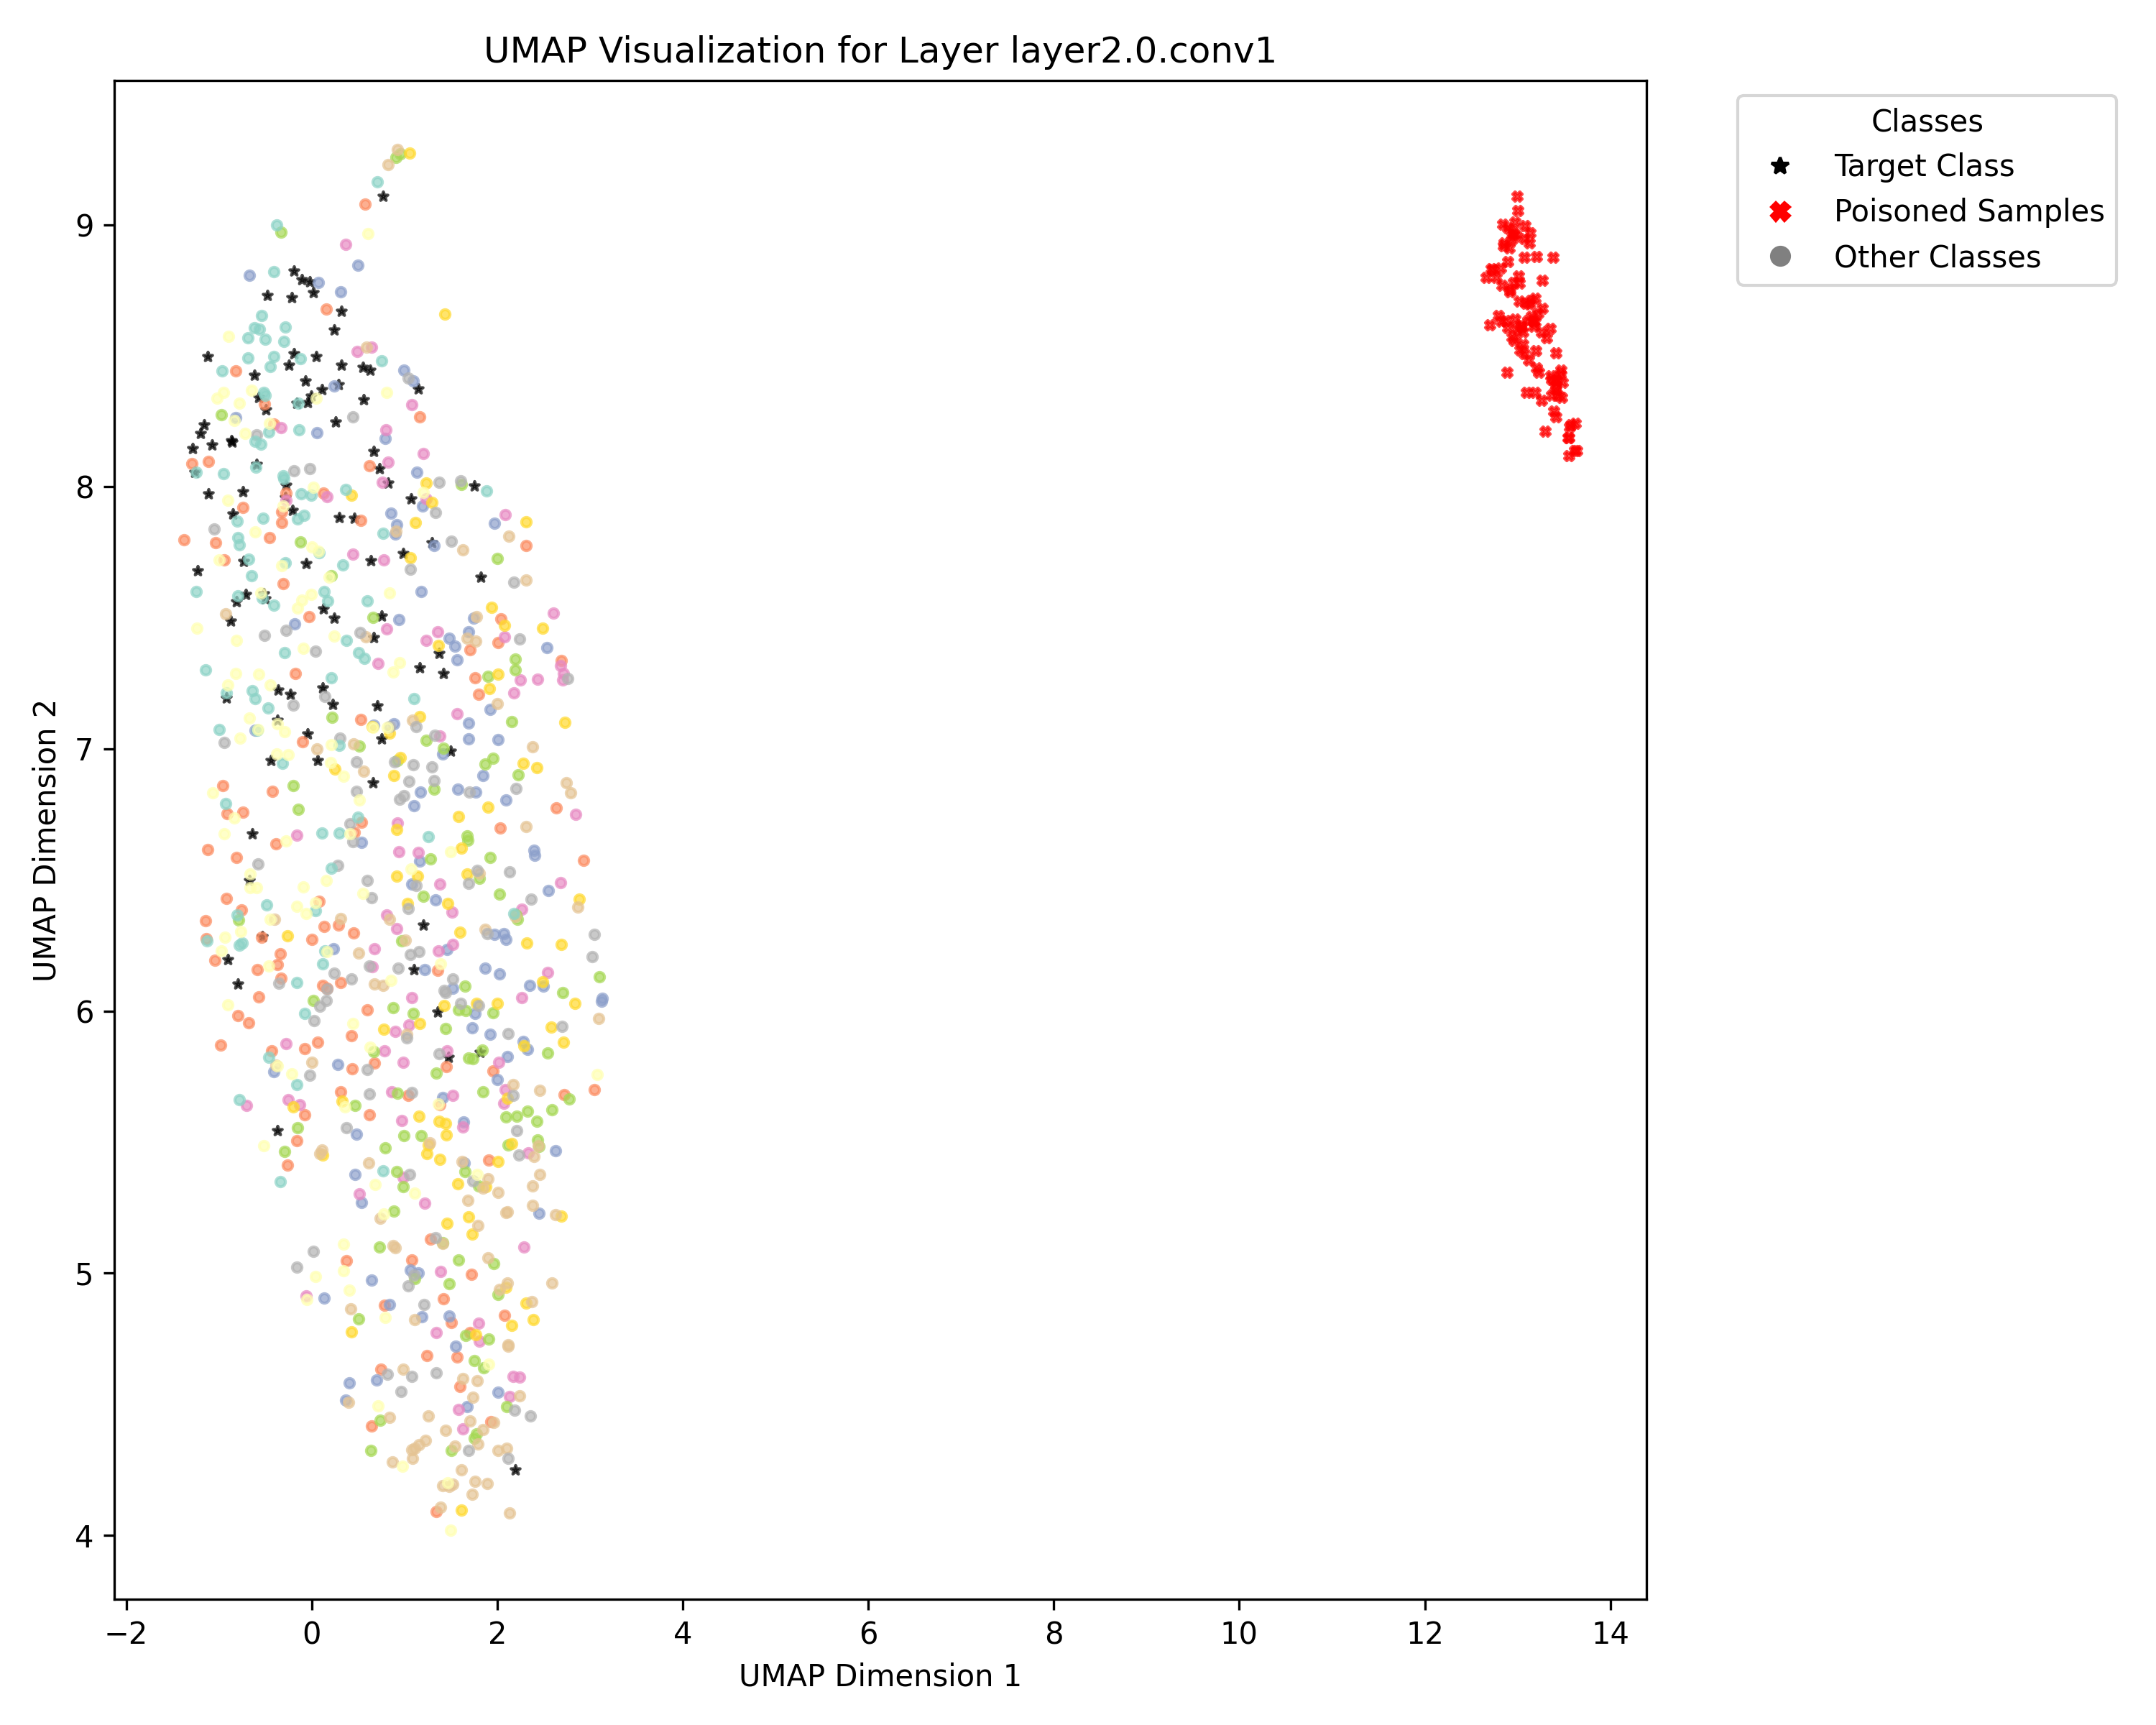 UMAP Visualization for Layer layer2.0.conv1
Classes
Target Class
Poisoned Samples
Other Classes
UMAP Dimension 2
9
8
7
6
5
4
−2
0
2
4
6
8
10
12
14
UMAP Dimension 1